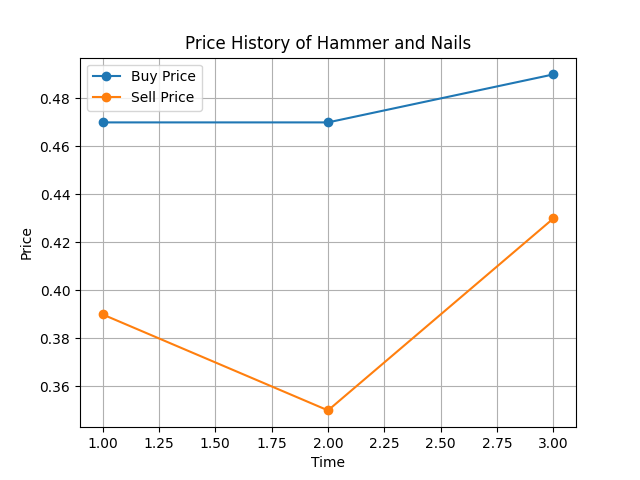 Price History of Hammer and Nails
Buy Price
Sell Price
Price
0.48
0.46
0.44
0.42
0.40
0.38
0.36
1.00 1.25 1.50 1.75 2.00 2.25 2.50 2.75 3.00
Time